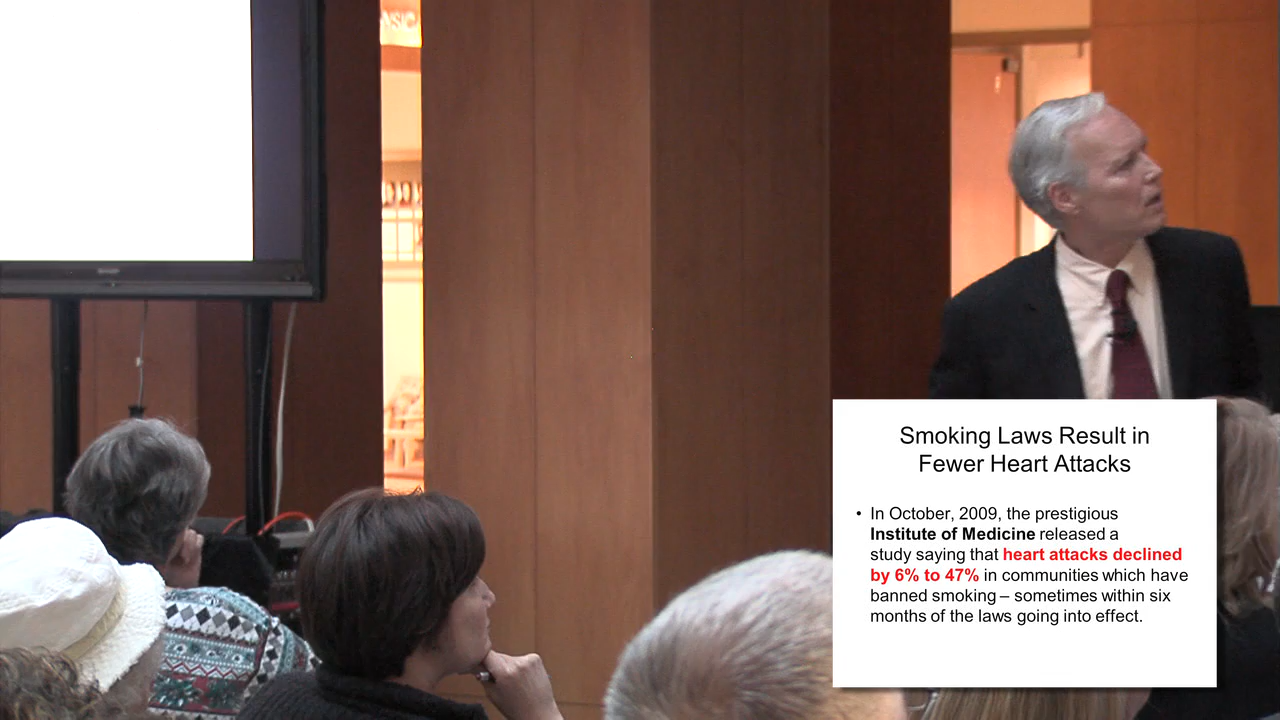 Smoking Laws Result in
Fewer Heart Attacks
• In October, 2009, the prestigious
Institute of Medicine released a
study saying that heart attacks declined
by 6% to 47% in communities which have
banned smoking – sometimes within six
months of the laws going into effect.